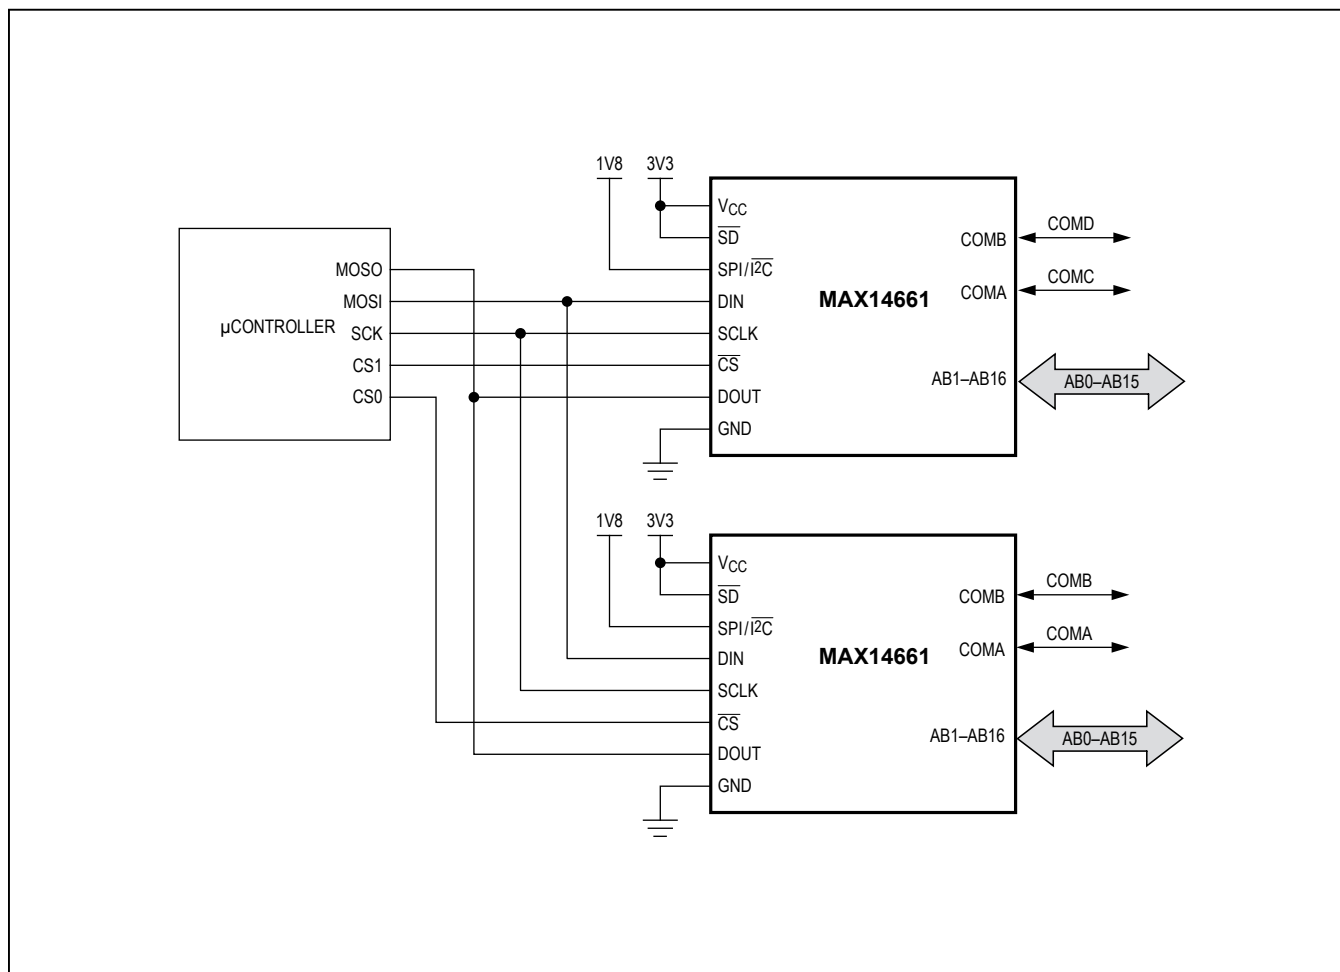 1V8 3V3
VCC
SD
SPI/I2C
DIN
SCLK
CS
DOUT
GND
MAX14661
COMB
COMA
AB1–AB16
COMD
COMC
AB0–AB15
µCONTROLLER
MOSO
MOSI
SCK
CS1
CS0
1V8 3V3
VCC
SD
SPI/I2C
DIN
SCLK
CS
DOUT
GND
MAX14661
COMB
COMA
AB1–AB16
COMB
COMA
AB0–AB15